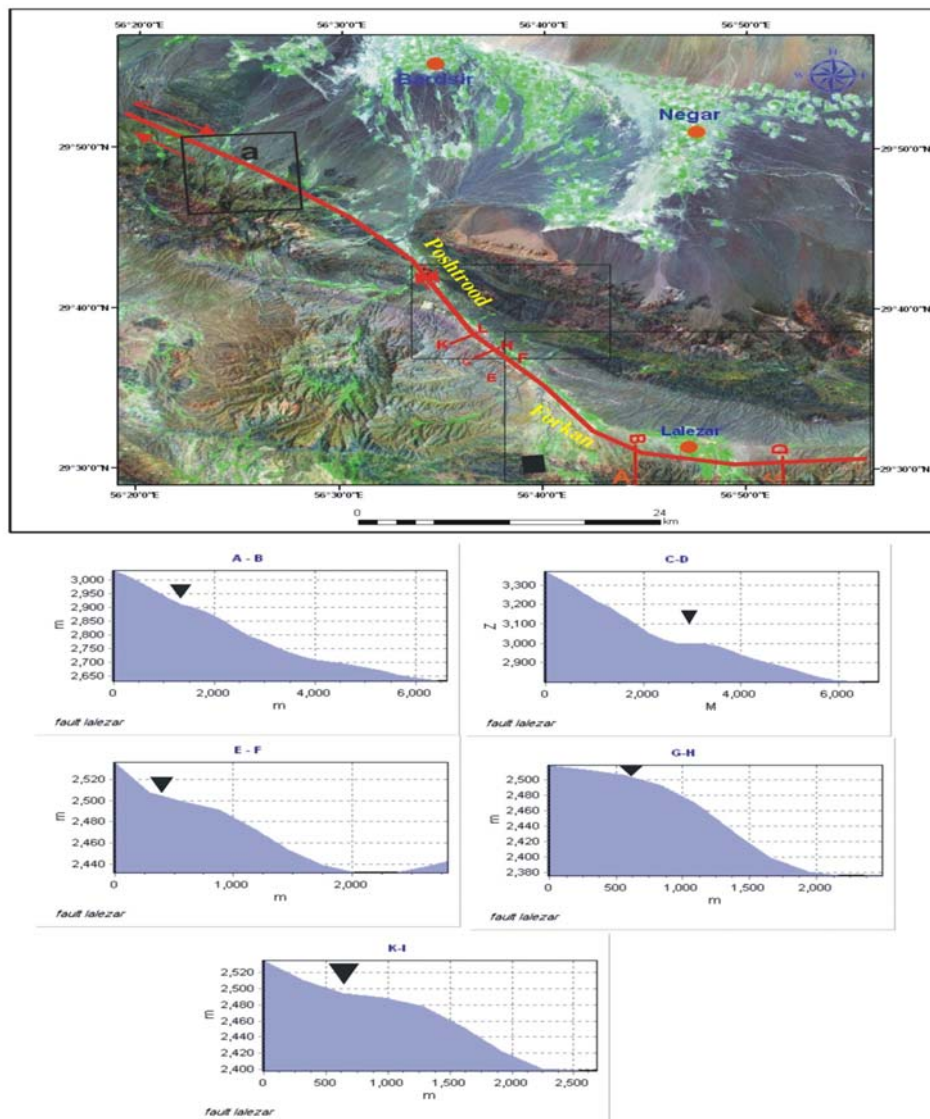 56°20'0"E 56°30'0"E 56°40'0"E 56°50'0"E
Bardsir
Negar
29°50'0"N 29°50'0"N
a
Poshtrood
29°40'0"N 29°40'0"N
K L
G H F
E
Lalezar
B D
A
29°30'0"N 29°30'0"N
56°20'0"E 56°30'0"E 56°40'0"E 56°50'0"E
0 24
km
A - B
3,000
2,950
2,900
2,850
2,800
2,750
2,700
2,650
m
0 2,000 4,000 6,000
m
fault lalezar
C-D
3,300
3,200
3,100
3,000
2,900
Z
0 2,000 4,000 6,000
M
fault lalezar
E - F
2,520
2,500
2,480
2,460
2,440
m
0 1,000 2,000
m
fault lalezar
G-H
2,500
2,480
2,460
2,440
2,420
2,400
2,380
m
0 500 1,000 1,500 2,000
m
fault lalezar
K-I
2,520
2,500
2,480
2,460
2,440
2,420
2,400
m
0 500 1,000 1,500 2,000 2,500
m
fault lalezar